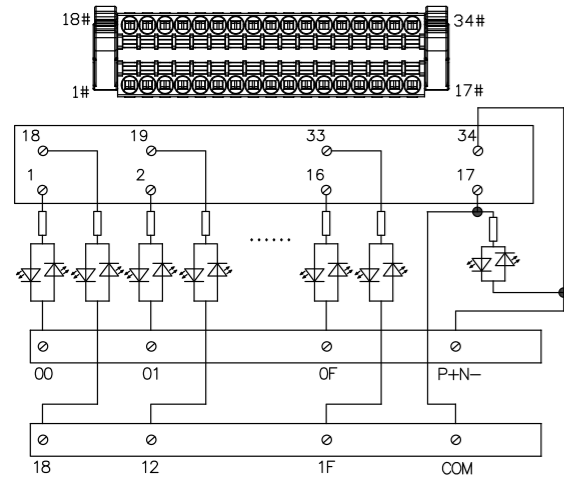 18# 34#
1# 17#
18 19 33 34
1 2 16 17
......
00 01 0F P+N-
18 12 1F COM